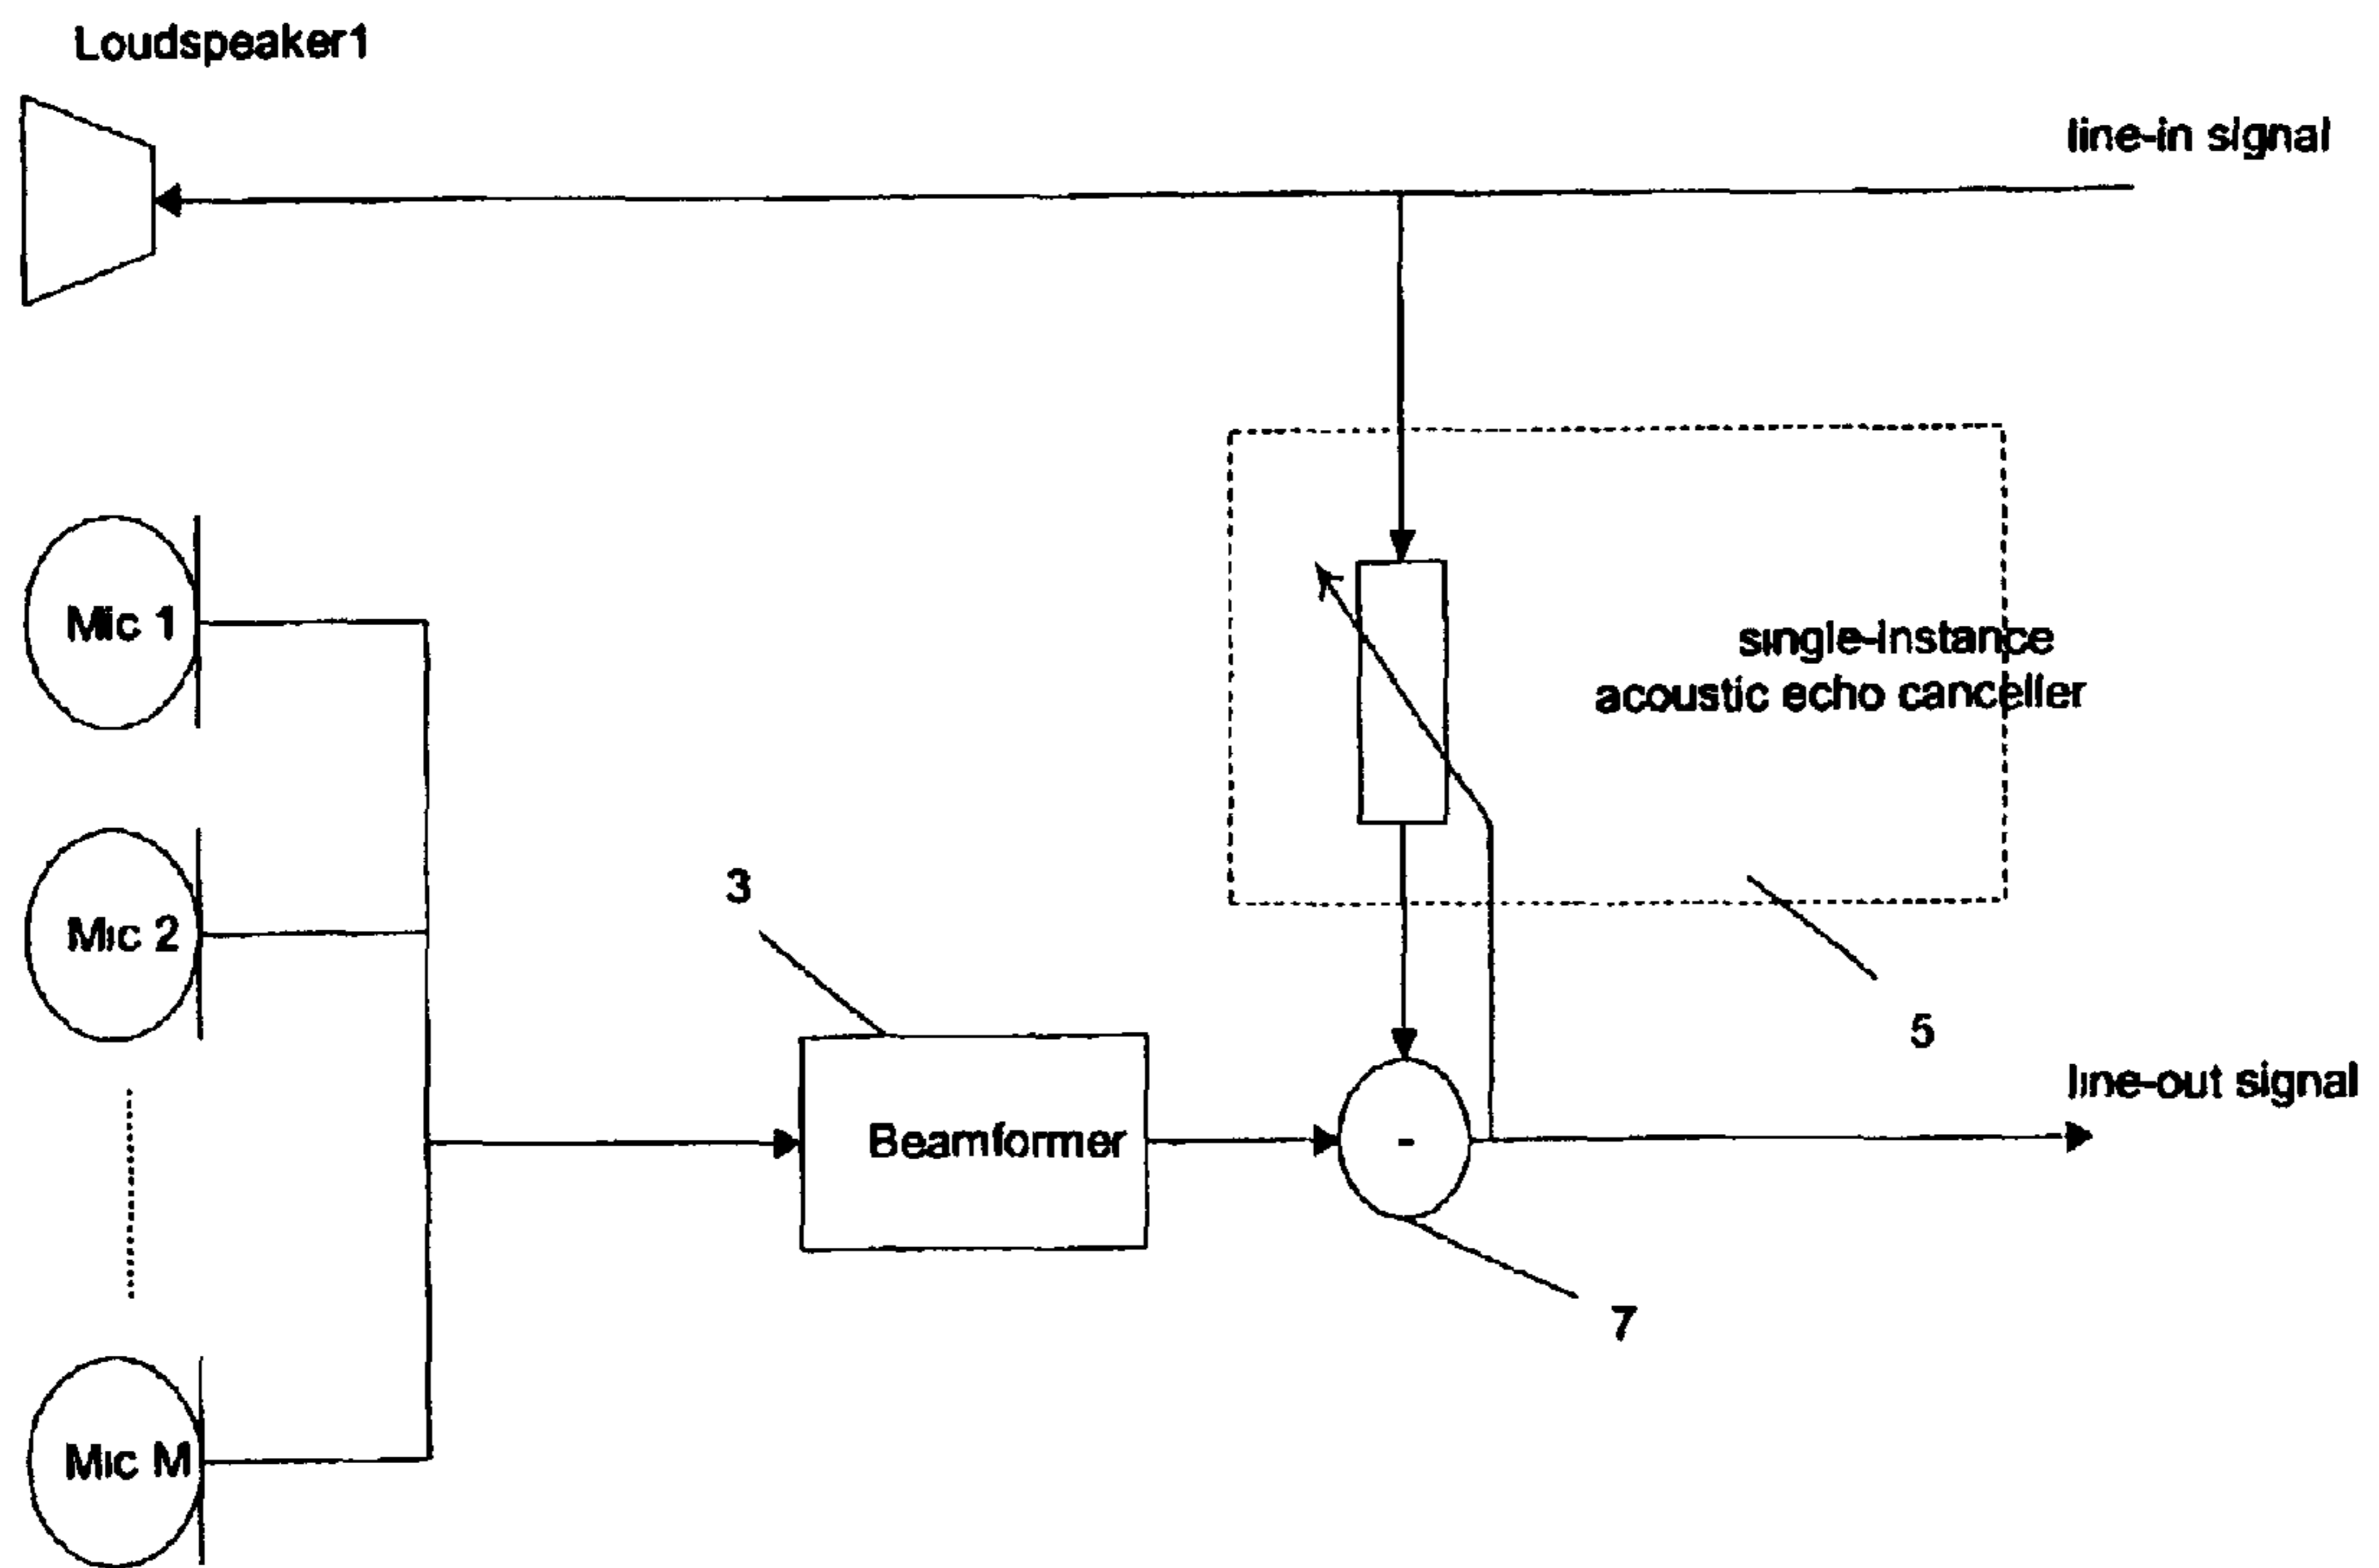 Loudspeaker1
line-in signal
Mic 1
single-instance
acoustic echo canceller
3
Mic 2
5
line-out signal
Beamformer
-
7
Mic M